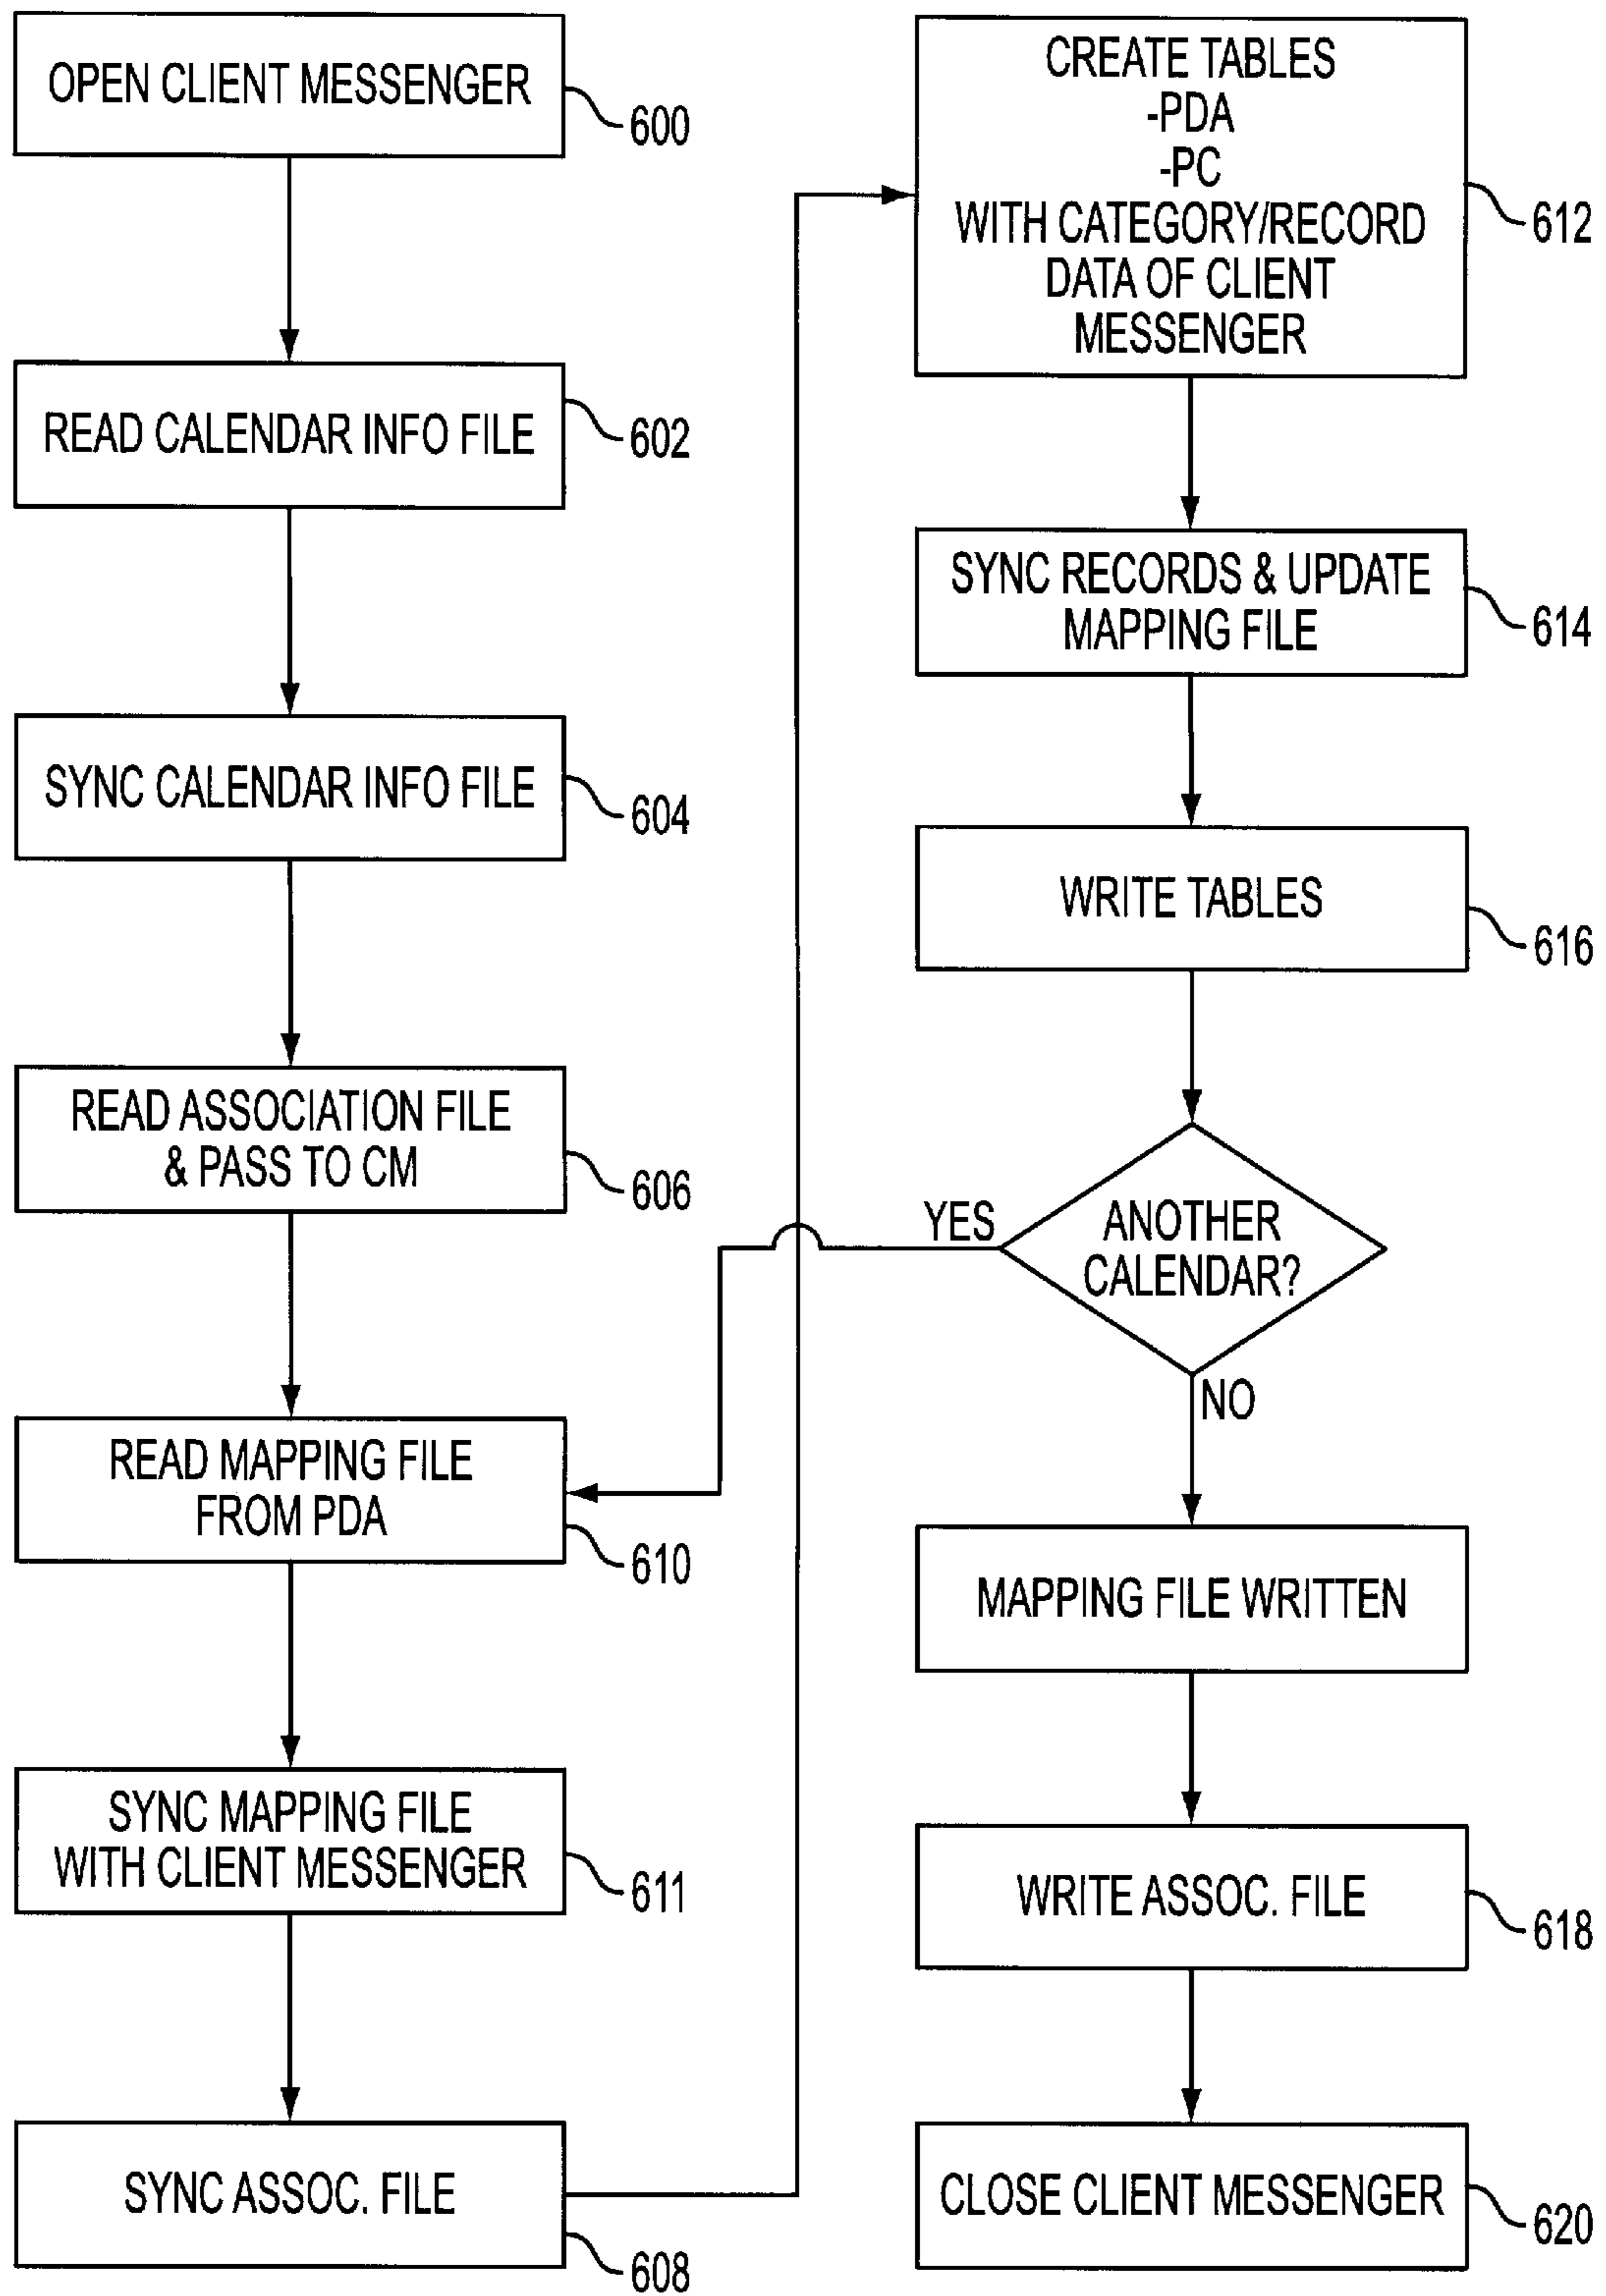 OPEN CLIENT MESSENGER
600
READ CALENDAR INFO FILE
602
SYNC CALENDAR INFO FILE
604
READ ASSOCIATION FILE
& PASS TO CM
606
READ MAPPING FILE
FROM PDA
610
SYNC MAPPING FILE
WITH CLIENT MESSENGER
611
SYNC ASSOC. FILE
608
CREATE TABLES
-PDA
-PC
WITH CATEGORY/RECORD
DATA OF CLIENT
MESSENGER
612
SYNC RECORDS & UPDATE
MAPPING FILE
614
WRITE TABLES
616
YES
ANOTHER
CALENDAR?
NO
MAPPING FILE WRITTEN
WRITE ASSOC. FILE
618
CLOSE CLIENT MESSENGER
620